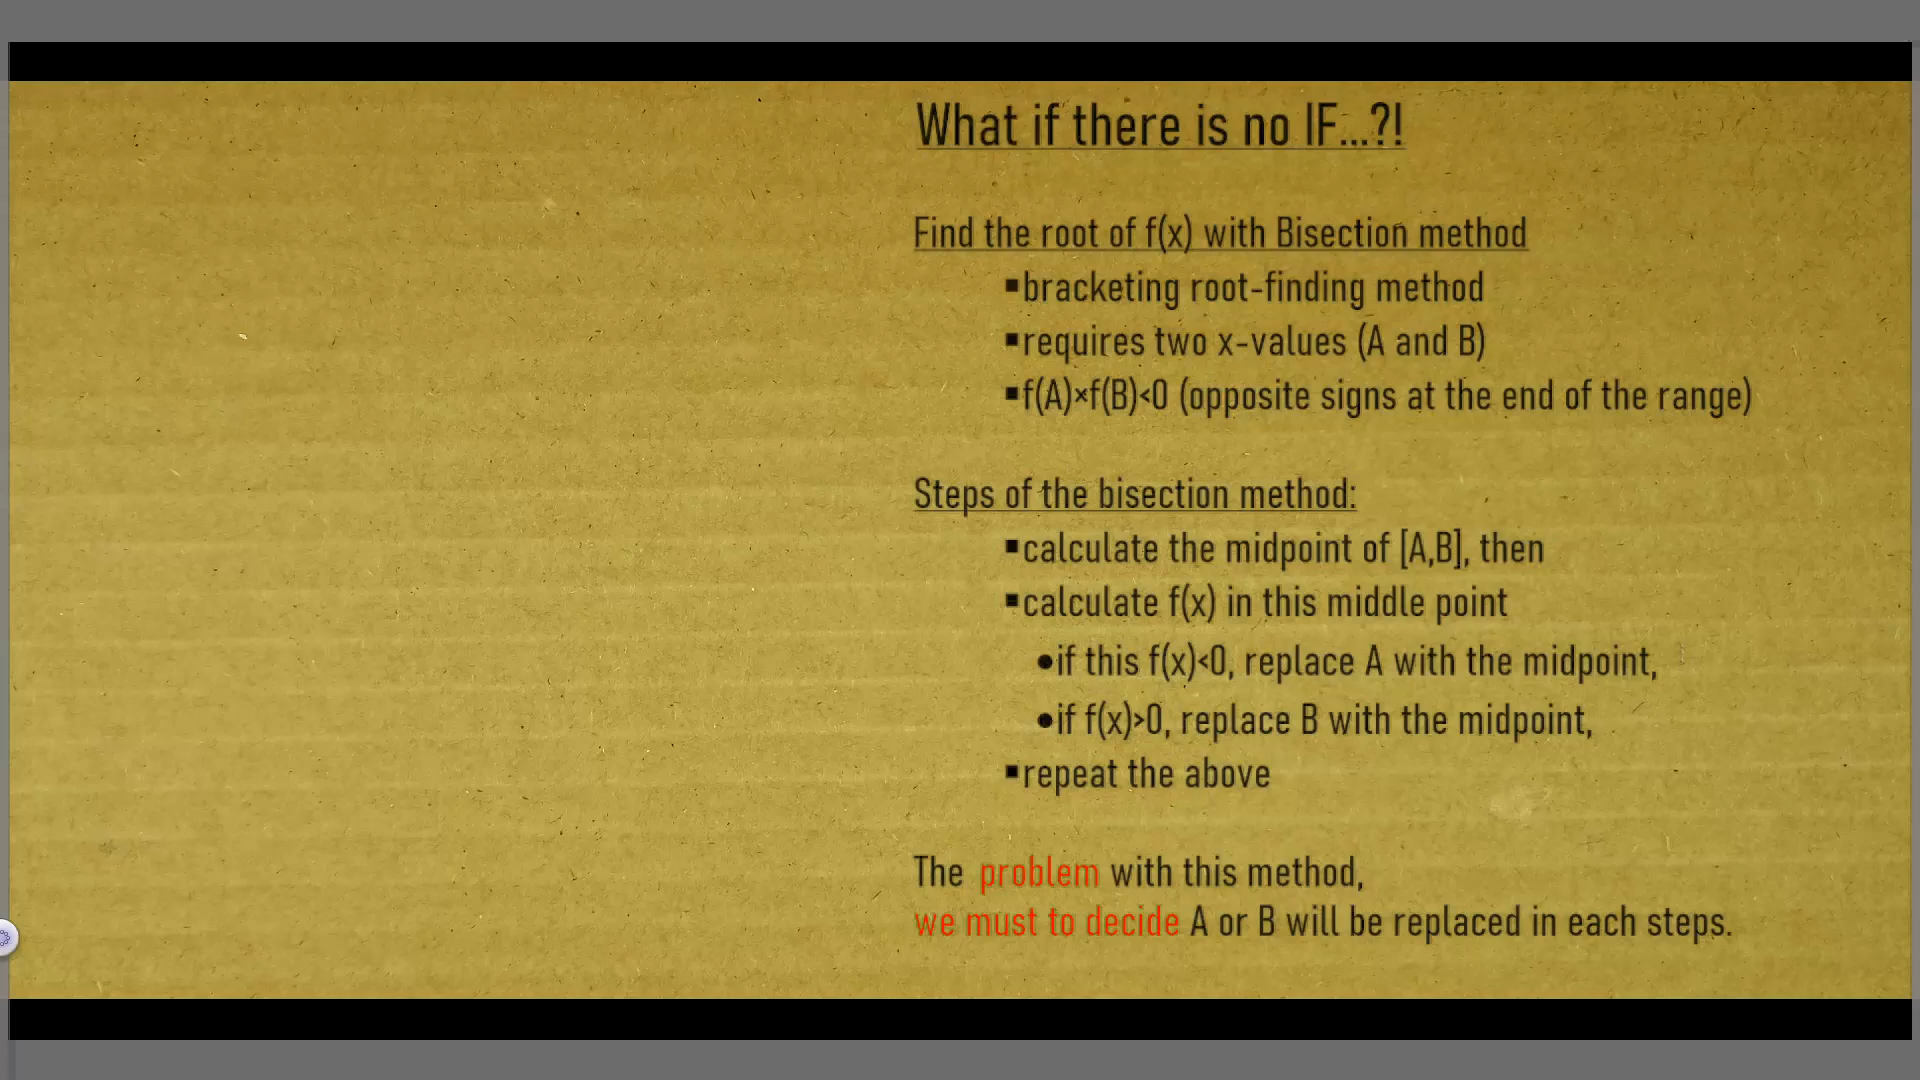 What if there is no IF...?!
Find the root of f(x) with Bisection method
▪bracketing root-finding method
▪requires two x-values (A and B)
▪f(A)×f(B)<0 (opposite signs at the end of the range)
Steps of the bisection method:
▪calculate the midpoint of [A,B], then
▪calculate f(x) in this middle point
●if this f(x)<0, replace A with the midpoint,
●if f(x)>0, replace B with the midpoint,
▪repeat the above
The problem with this method,
we must to decide A or B will be replaced in each steps.